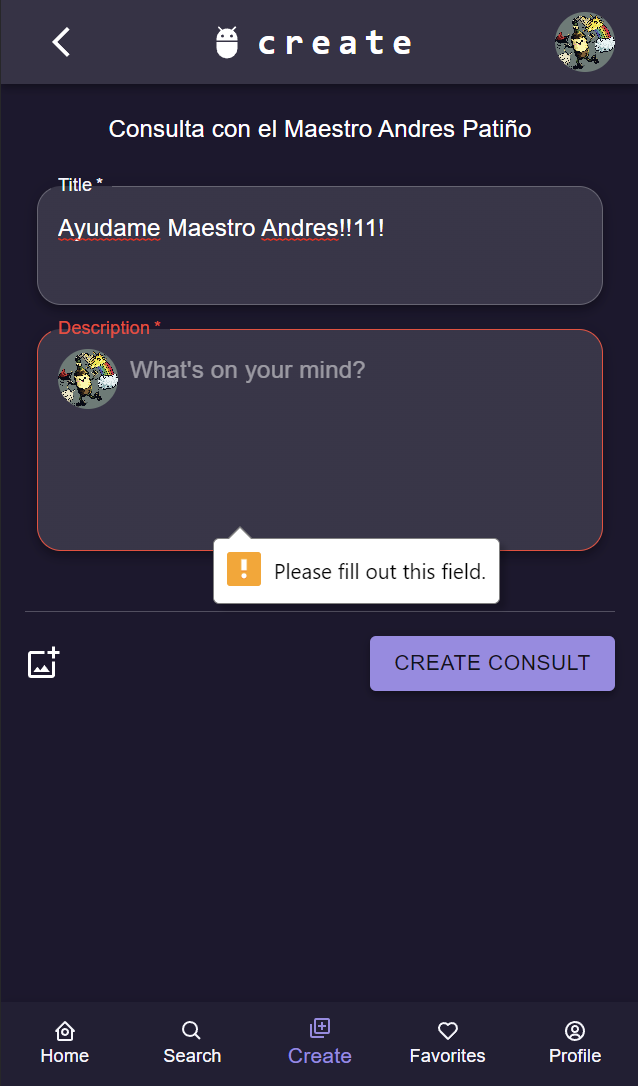 create
Consulta con el Maestro Andres Patiño
Title *
Ayudame Maestro Andres!!11!
Description *
What's on your mind?
Please fill out this field.
CREATE CONSULT
Home Search Create Favorites Profile